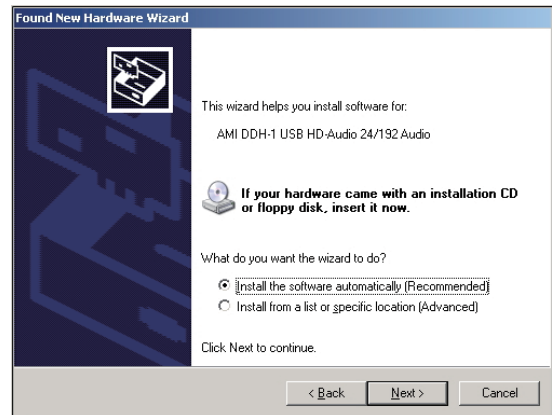 Found New Hardware Wizard
This wizard helps you install software for:
AMI DDH-1 USB HD-Audio 24/192 Audio
If your hardware came with an installation CD
or floppy disk, insert it now.
What do you want the wizard to do?
Install the software automatically (Recommended)
Install from a list or specific location (Advanced)
Click Next to continue.
< Back Next > Cancel